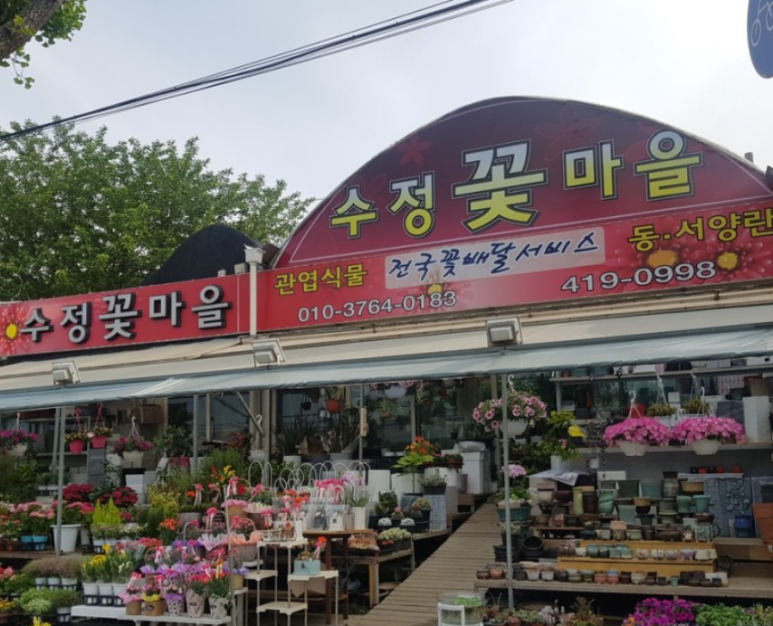 수정꽃마을
수정꽃마을
관엽식물
전국꽃배달서비스
동·서양란
010-3764-0183
419-0998